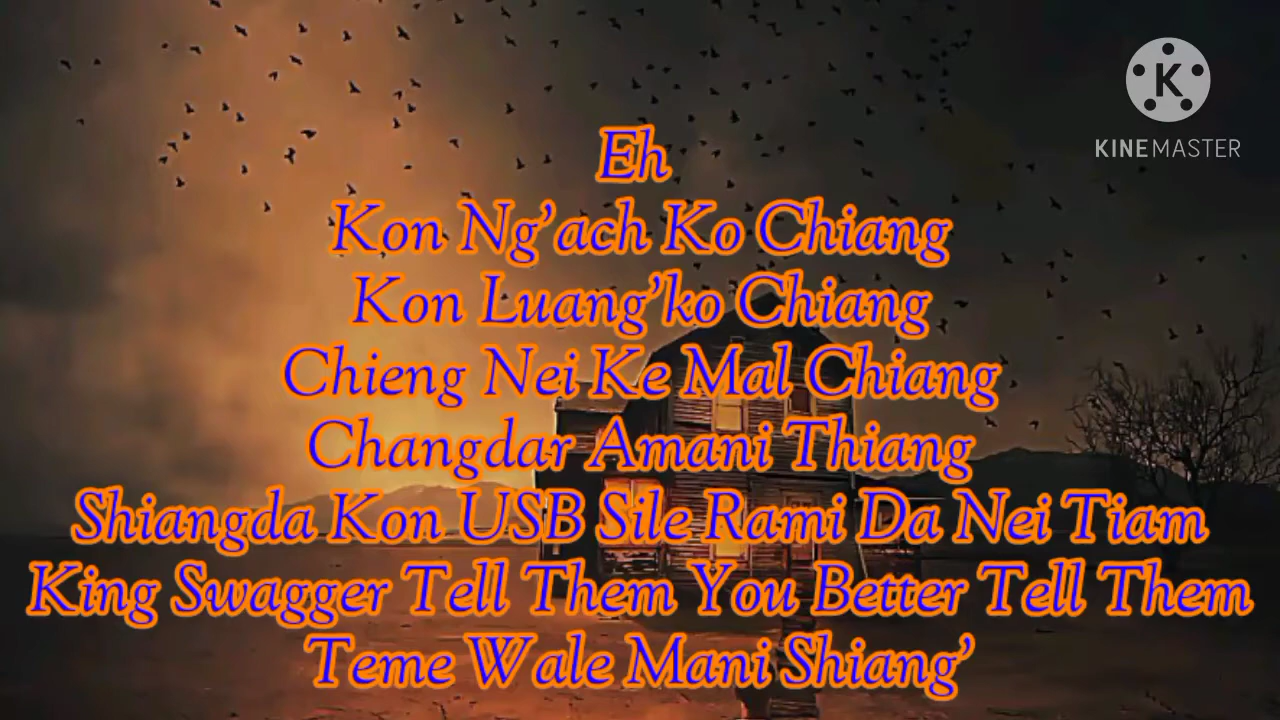 KINEMASTER
Eh
Kon Ng’ach Ko Chiang
Kon Luang’ko Chiang
Chieng Nei Ke Mal Chiang
Changdar Amani Thiang
Shiangda Kon USB Sile Rami Da Nei Tiam
King Swagger Tell Them You Better Tell Them
Teme Wale Mani Shiang’